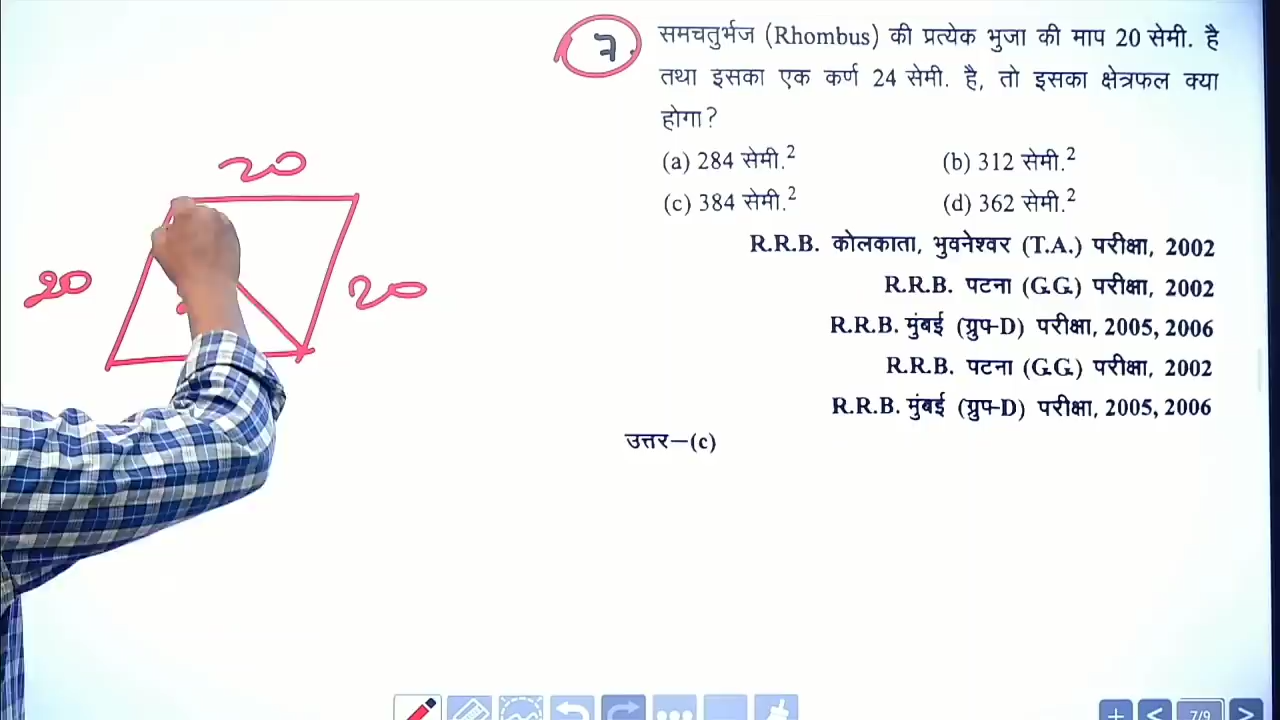 7.
समचतुर्भज (Rhombus) की प्रत्येक भुजा की माप 20 सेमी. है
तथा इसका एक कर्ण 24 सेमी. है, तो इसका क्षेत्रफल क्या
होगा?
(a) 284 सेमी.² (b) 312 सेमी.²
(c) 384 सेमी.² (d) 362 सेमी.²
R.R.B. कोलकाता, भुवनेश्वर (T.A.) परीक्षा, 2002
R.R.B. पटना (G.G.) परीक्षा, 2002
R.R.B. मुंबई (ग्रुप-D) परीक्षा, 2005, 2006
R.R.B. पटना (G.G.) परीक्षा, 2002
R.R.B. मुंबई (ग्रुप-D) परीक्षा, 2005, 2006
उत्तर–(c)
20
20
20
7/9